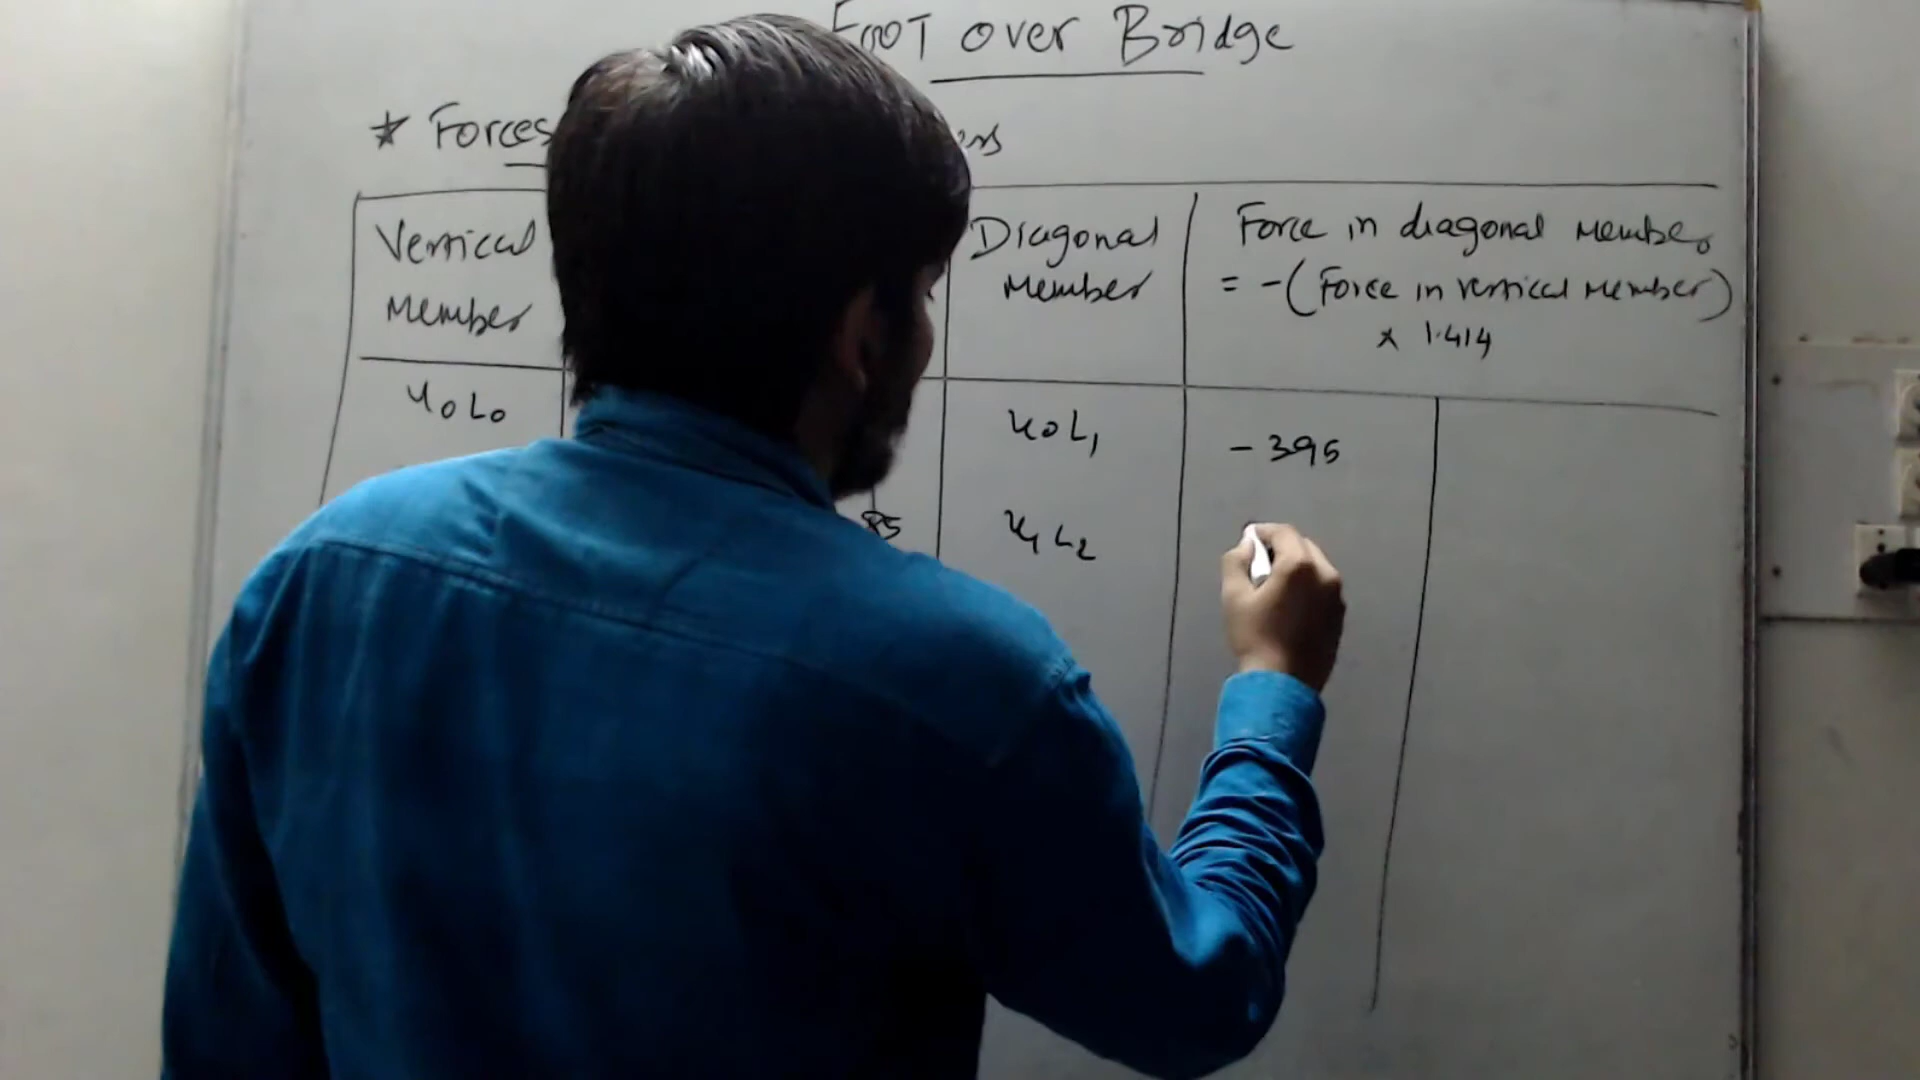 Foot over Bridge
* Forces
Vertical Member
Diagonal Member
Force in diagonal Member = -(Force in vertical Member) × 1.414
U0L0
U0L1
-395
85
U1L2